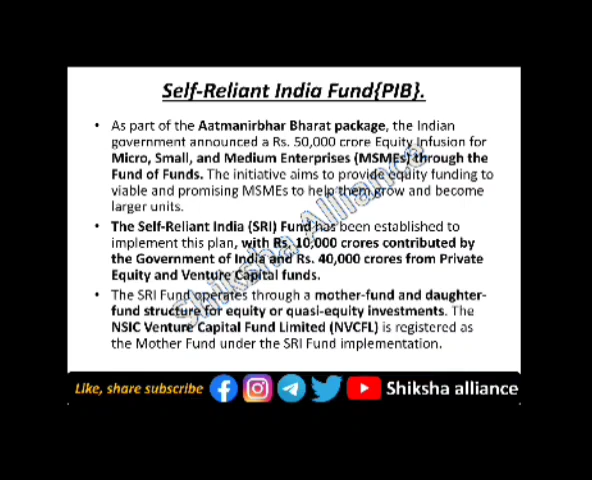 Self-Reliant India Fund{PIB}.
• As part of the Aatmanirbhar Bharat package, the Indian
government announced a Rs. 50,000 crore Equity Infusion for
Micro, Small, and Medium Enterprises (MSMEs) through the
Fund of Funds. The initiative aims to provide equity funding to
viable and promising MSMEs to help them grow and become
larger units.
• The Self-Reliant India (SRI) Fund has been established to
implement this plan, with Rs. 10,000 crores contributed by
the Government of India and Rs. 40,000 crores from Private
Equity and Venture Capital funds.
• The SRI Fund operates through a mother-fund and daughter-
fund structure for equity or quasi-equity investments. The
NSIC Venture Capital Fund Limited (NVCFL) is registered as
the Mother Fund under the SRI Fund implementation.
Shiksha Alliance
Like, share subscribe Shiksha alliance